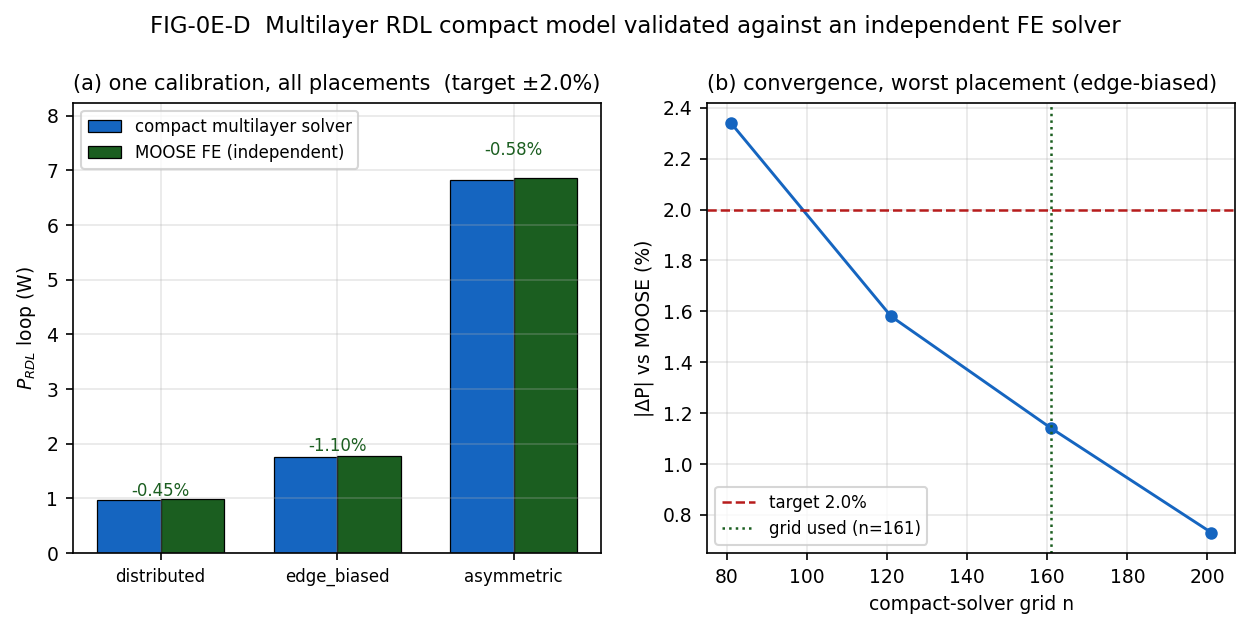 FIG-0E-D  Multilayer RDL compact model validated against an independent FE solver
(a) one calibration, all placements  (target ±2.0%)
compact multilayer solver
MOOSE FE (independent)
8
7
6
5
4
3
2
1
0
P_RDL loop (W)
-0.45%
-1.10%
-0.58%
distributed
edge_biased
asymmetric
(b) convergence, worst placement (edge-biased)
2.4
2.2
2.0
1.8
1.6
1.4
1.2
1.0
0.8
|ΔP| vs MOOSE (%)
target 2.0%
grid used (n=161)
80 100 120 140 160 180 200
compact-solver grid n